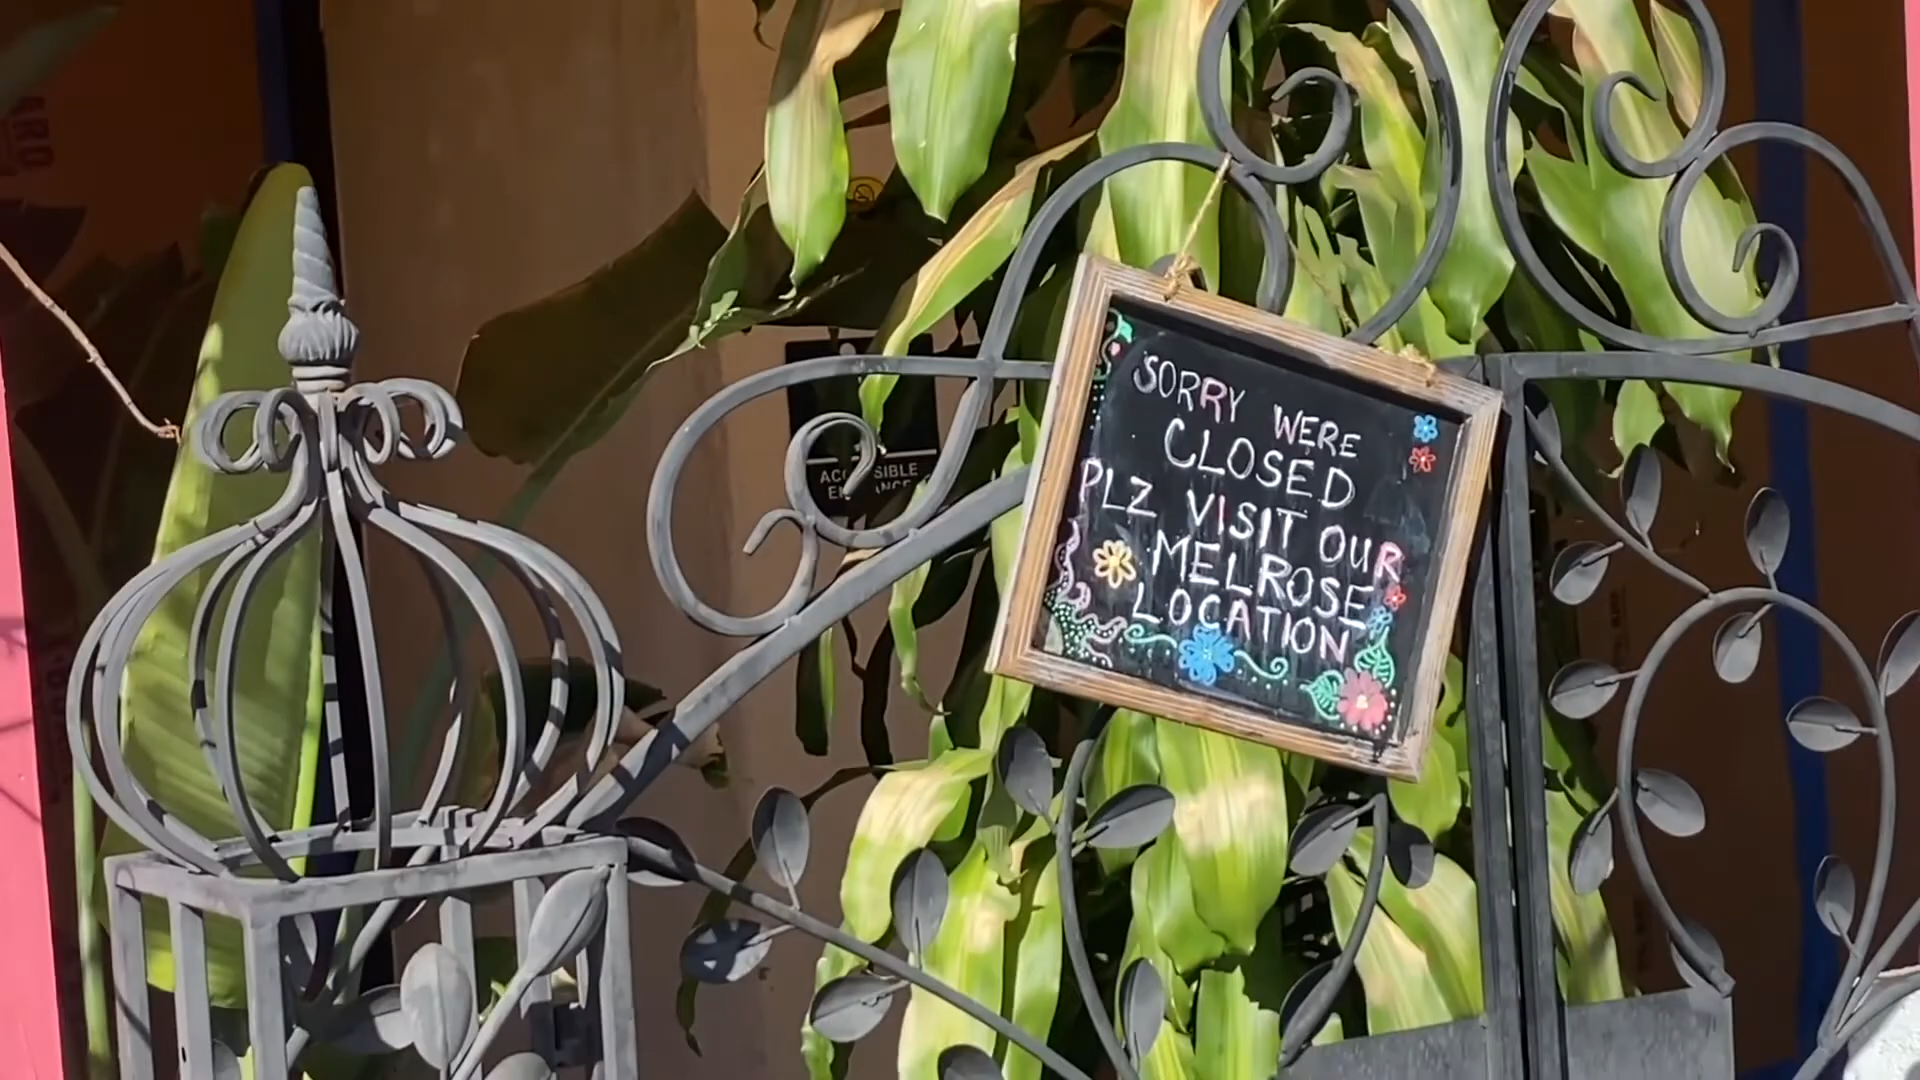 SORRY WERE
CLOSED
PLZ VISIT OUR
MELROSE
LOCATION